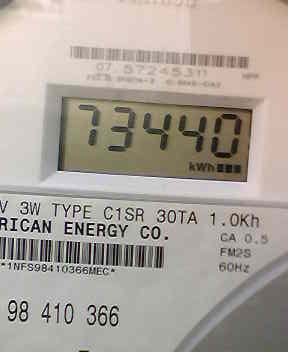 07 57245311
73440
kWh
V 3W TYPE C1SR 30TA 1.0Kh
RICAN ENERGY CO.
CA 0.5
FM2S
60Hz
*1NFS98410366MEC*
98 410 366